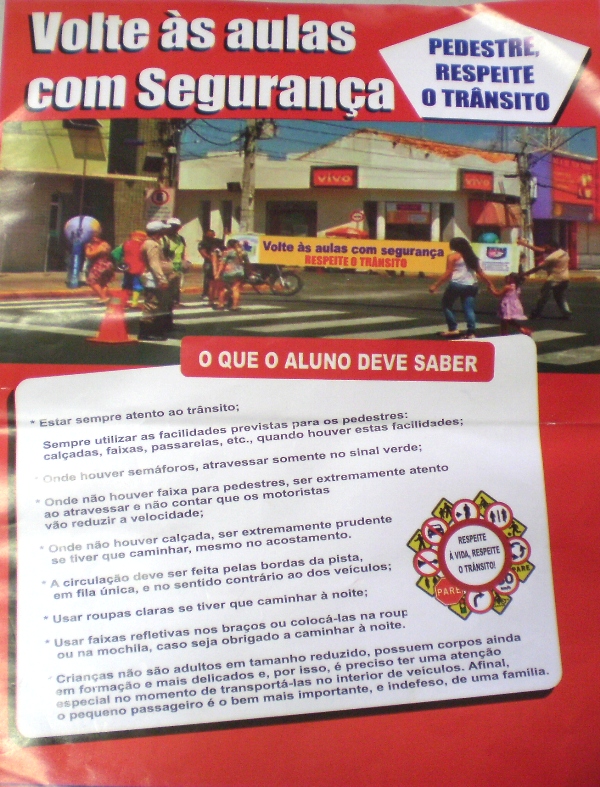 Volte às aulas
com Segurança
PEDESTRE,
RESPEITE
O TRÂNSITO
vivo
vivo
Volte às aulas com segurança
RESPEITE O TRÂNSITO
O QUE O ALUNO DEVE SABER
* Estar sempre atento ao trânsito;
Sempre utilizar as facilidades previstas para os pedestres:
calçadas, faixas, passarelas, etc., quando houver estas facilidades;
* Onde houver semáforos, atravessar somente no sinal verde;
* Onde não houver faixa para pedestres, ser extremamente atento
ao atravessar e não contar que os motoristas
vão reduzir a velocidade;
* Onde não houver calçada, ser extremamente prudente
se tiver que caminhar, mesmo no acostamento.
* A circulação deve ser feita pelas bordas da pista,
em fila única, e no sentido contrário ao dos veículos;
* Usar roupas claras se tiver que caminhar à noite;
* Usar faixas refletivas nos braços ou colocá-las na roup
ou na mochila, caso seja obrigado a caminhar à noite.
* Crianças não são adultos em tamanho reduzido, possuem corpos ainda
em formação e mais delicados e, por isso, é preciso ter uma atenção
especial no momento de transportá-las no interior de veículos. Afinal,
o pequeno passageiro é o bem mais importante, e indefeso, de uma família.
RESPEITE
À VIDA, RESPEITE
O TRÂNSITO!
PARE
PARE